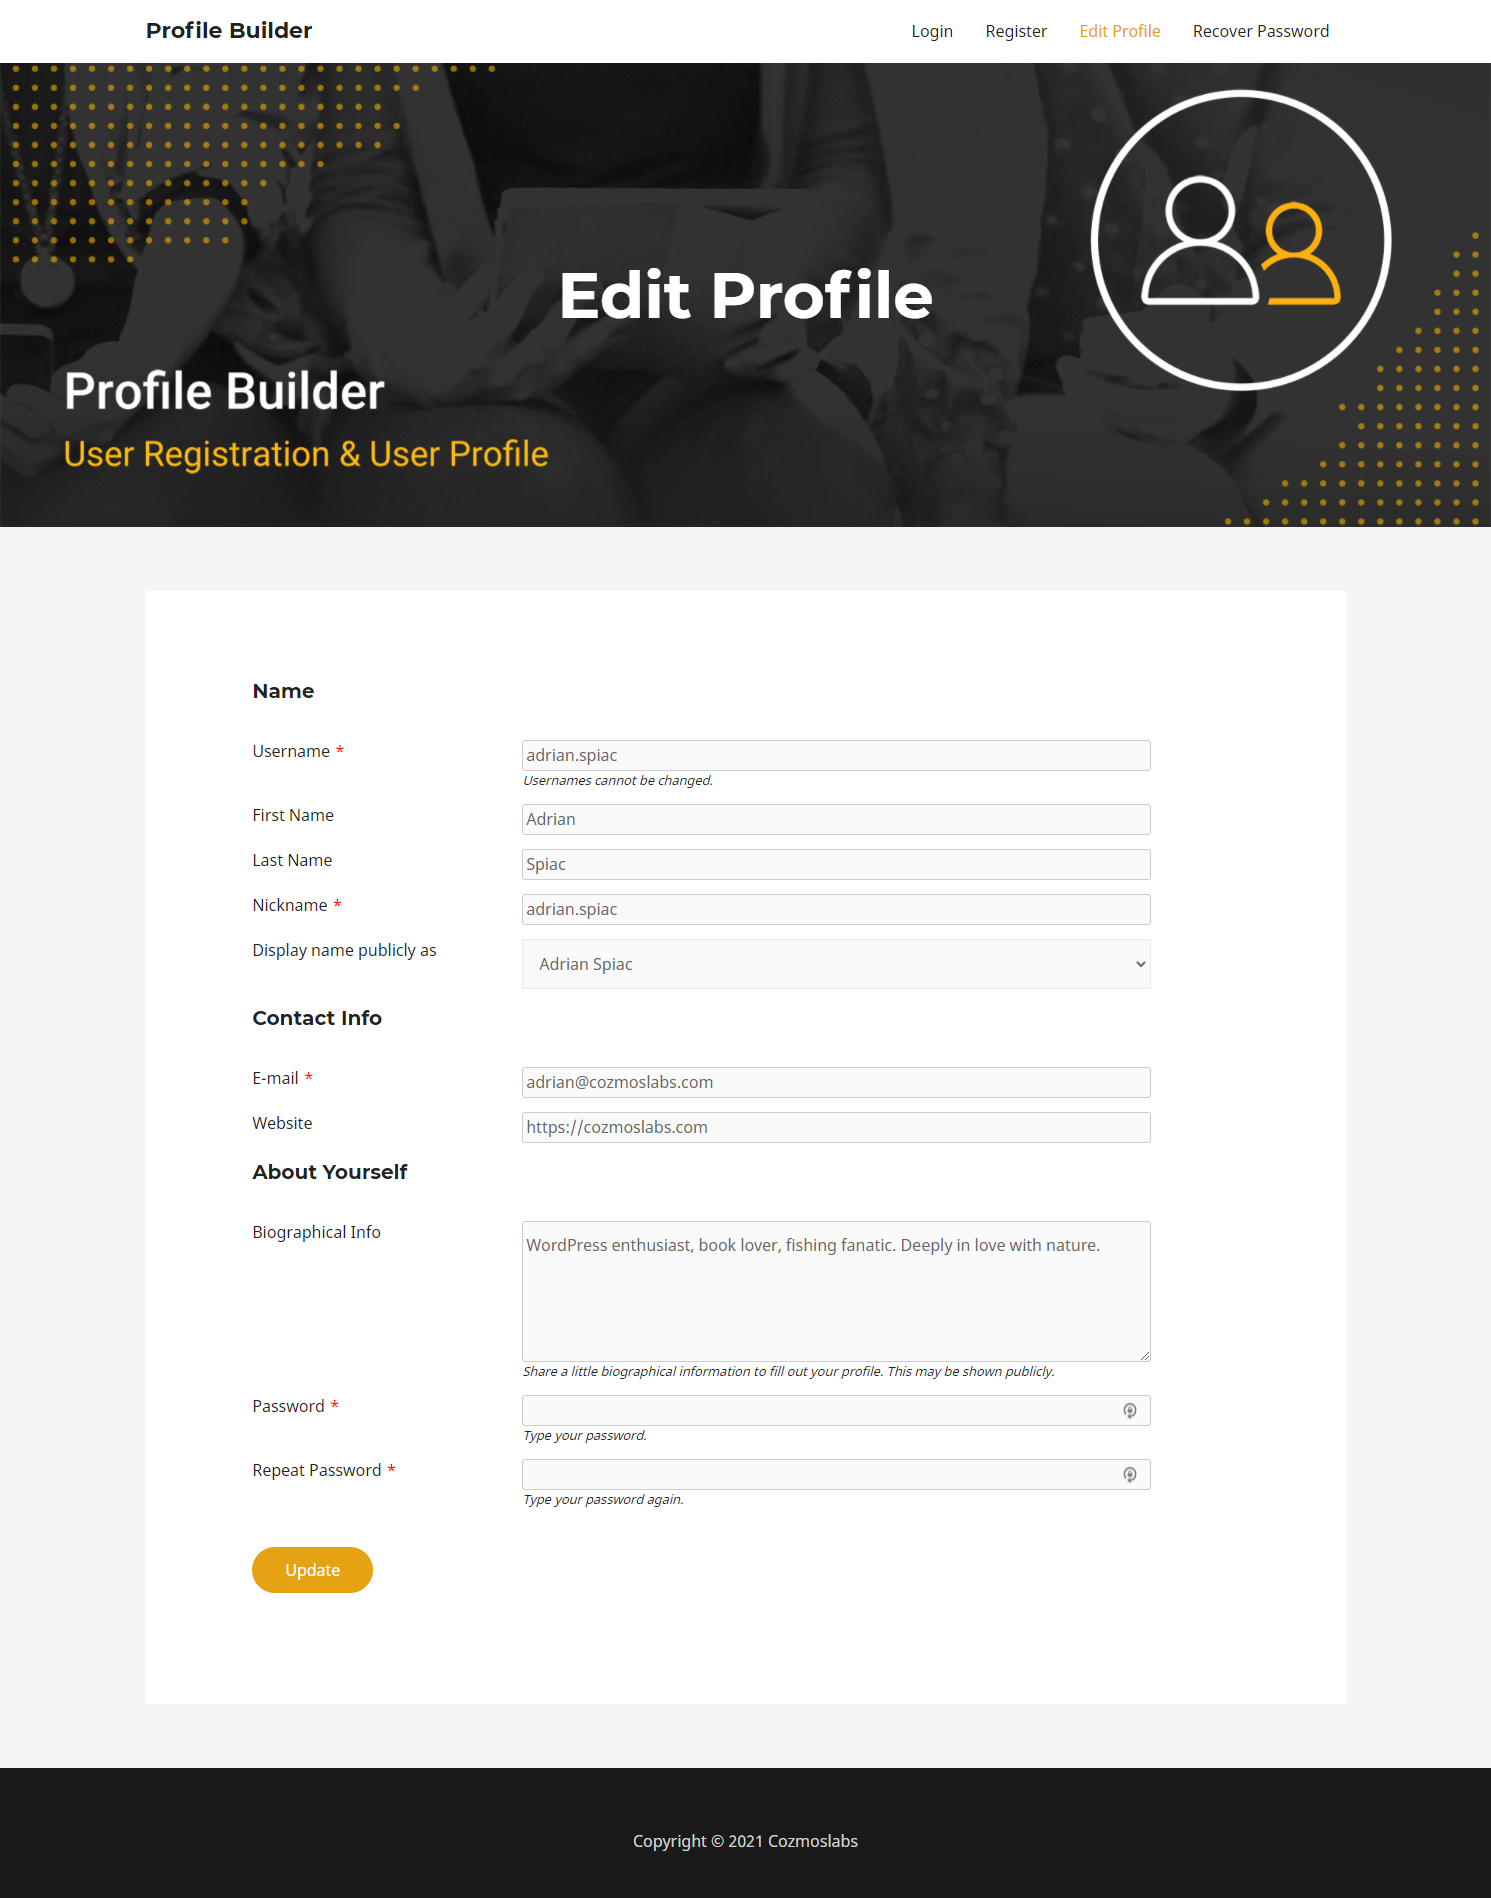 Profile Builder
Login Register Edit Profile Recover Password
Edit Profile
Profile Builder
User Registration & User Profile
Name
Username *
adrian.spiac
Usernames cannot be changed.
First Name
Adrian
Last Name
Spiac
Nickname *
adrian.spiac
Display name publicly as
Adrian Spiac
Contact Info
E-mail *
adrian@cozmoslabs.com
Website
https://cozmoslabs.com
About Yourself
Biographical Info
WordPress enthusiast, book lover, fishing fanatic. Deeply in love with nature.
Share a little biographical information to fill out your profile. This may be shown publicly.
Password *
Type your password.
Repeat Password *
Type your password again.
Update
Copyright © 2021 Cozmoslabs